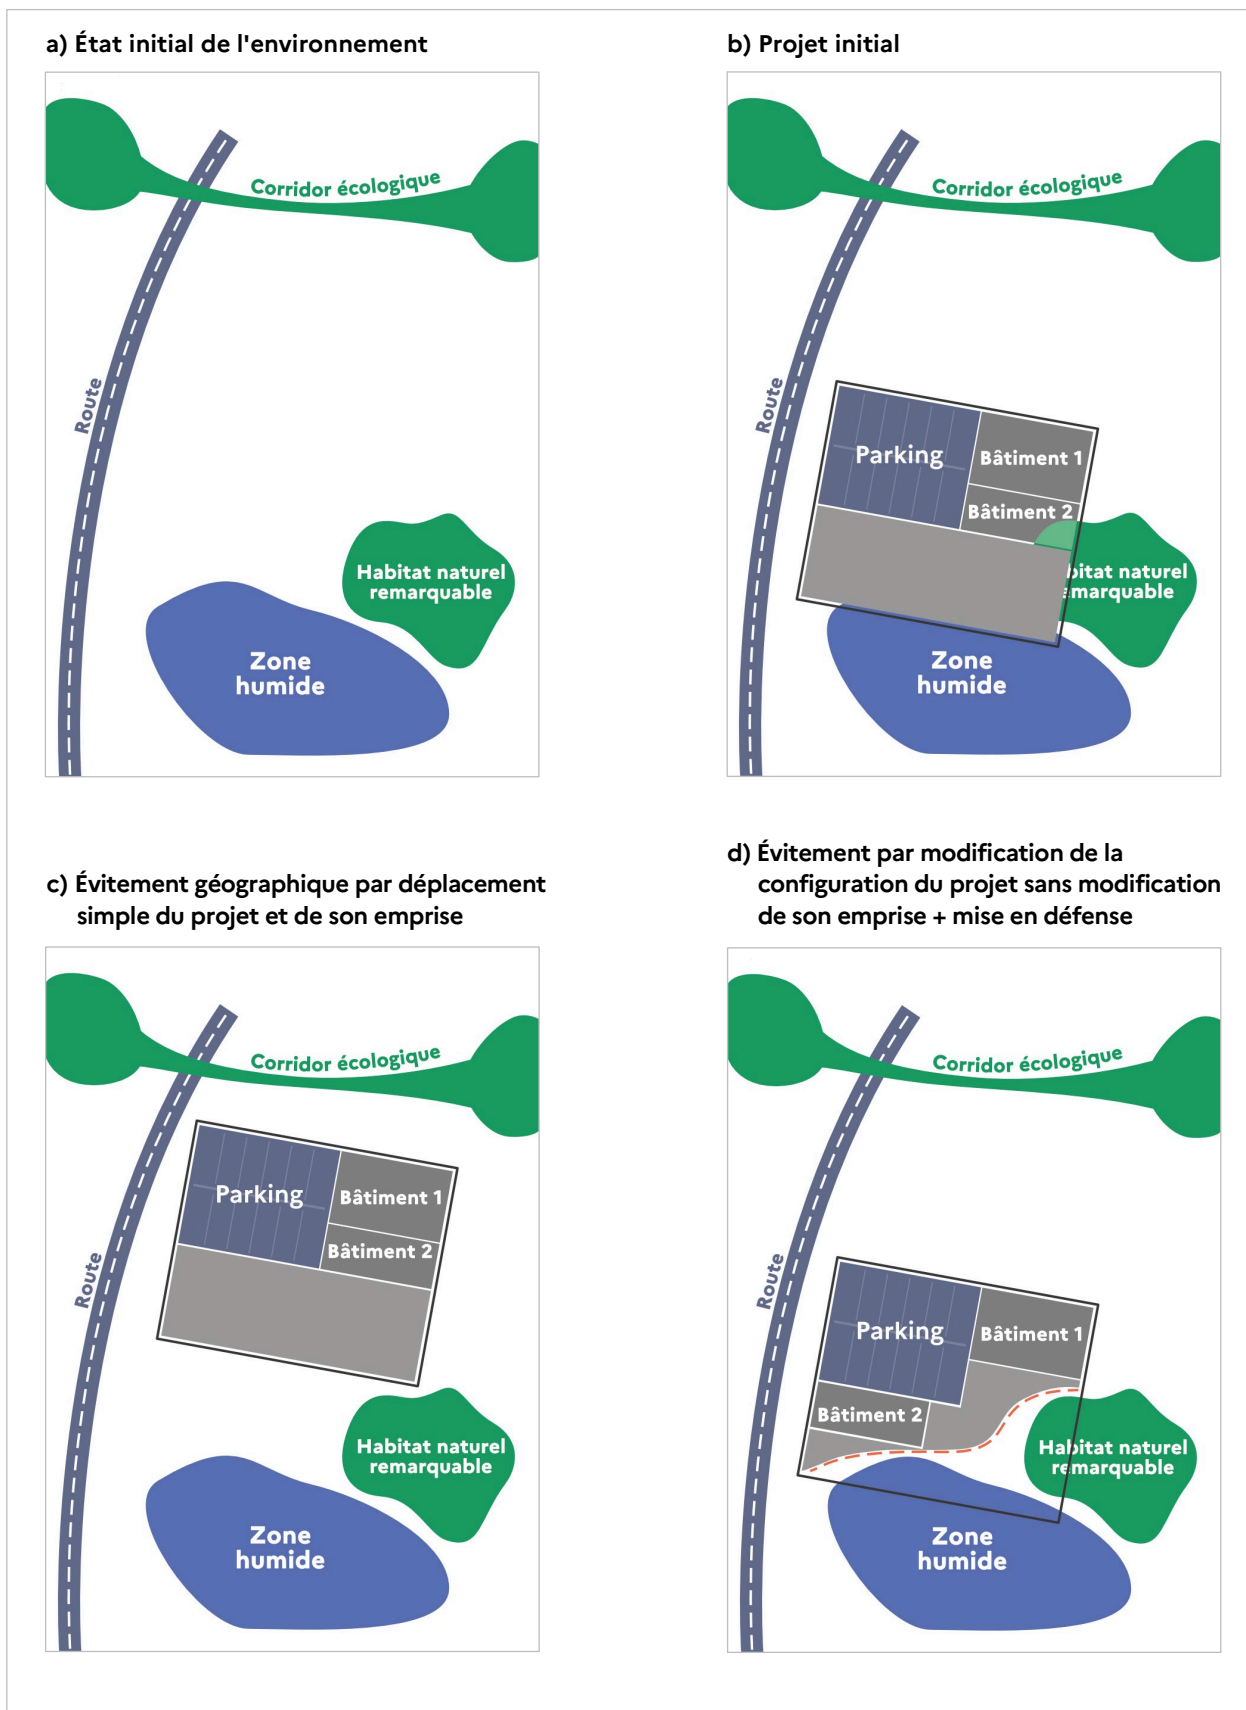 a) État initial de l'environnement
Corridor écologique
Route
Habitat naturel
remarquable
Zone
humide
b) Projet initial
Corridor écologique
Route
Parking
Bâtiment 1
Bâtiment 2
bitat naturel
emarquable
Zone
humide
c) Évitement géographique par déplacement
simple du projet et de son emprise
Corridor écologique
Parking
Bâtiment 1
Bâtiment 2
Route
Habitat naturel
remarquable
Zone
humide
d) Évitement par modification de la
configuration du projet sans modification
de son emprise + mise en défense
Corridor écologique
Route
Parking
Bâtiment 1
Bâtiment 2
Habitat naturel
remarquable
Zone
humide